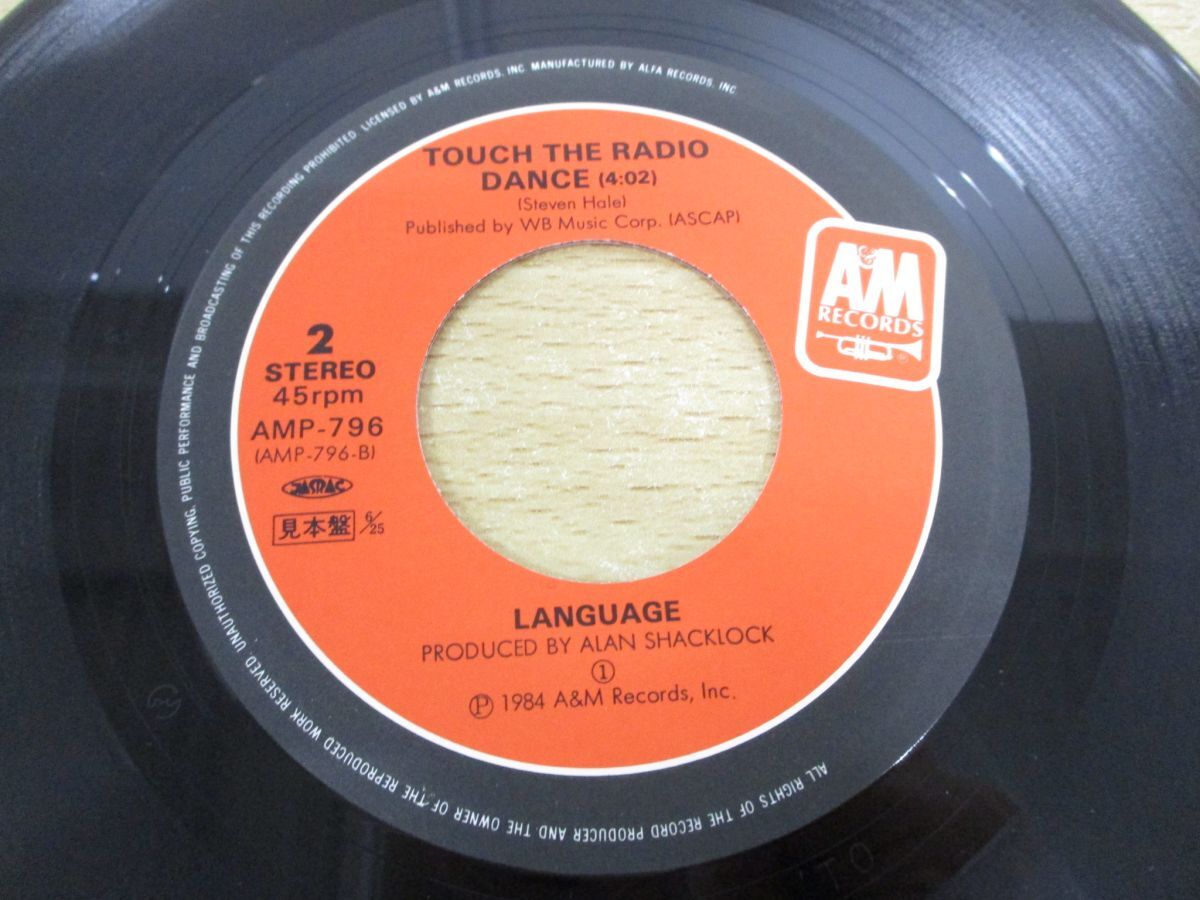 TOUCH THE RADIO
DANCE (4:02)
(Steven Hale)
Published by WB Music Corp. (ASCAP)
A&M
RECORDS
®
2
STEREO
45rpm
AMP-796
(AMP-796-B)
JASRAC
見本盤 6/25
LANGUAGE
PRODUCED BY ALAN SHACKLOCK
①
Ⓟ 1984 A&M Records, Inc.
ALL RIGHTS OF THE RECORD PRODUCER AND THE OWNER OF THE REPRODUCED WORK RESERVED. UNAUTHORIZED COPYING. PUBLIC PERFORMANCE AND BROADCASTING OF THIS RECORDING PROHIBITED. LICENSED BY A&M RECORDS, INC. MANUFACTURED BY ALFA RECORDS, INC